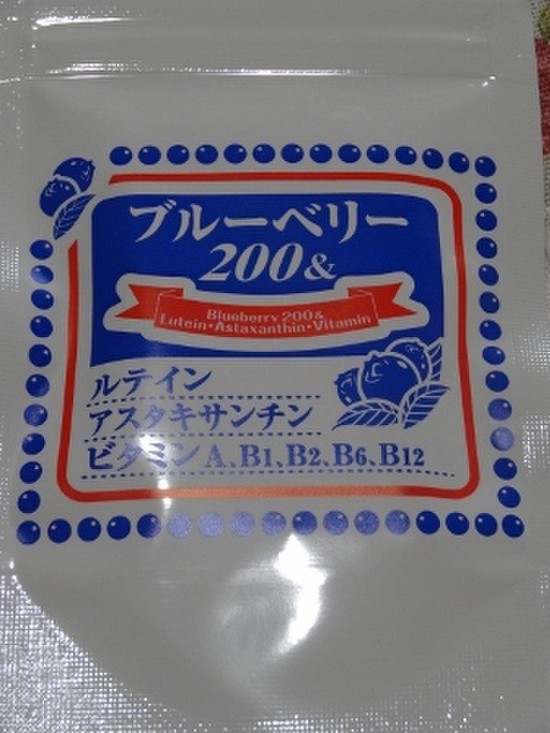 ブルーベリー
200&
Blueberry 200&
Lutein・Astaxanthin・Vitamin
ルテイン
アスタキサンチン
ビタミンA、B1、B2、B6、B12